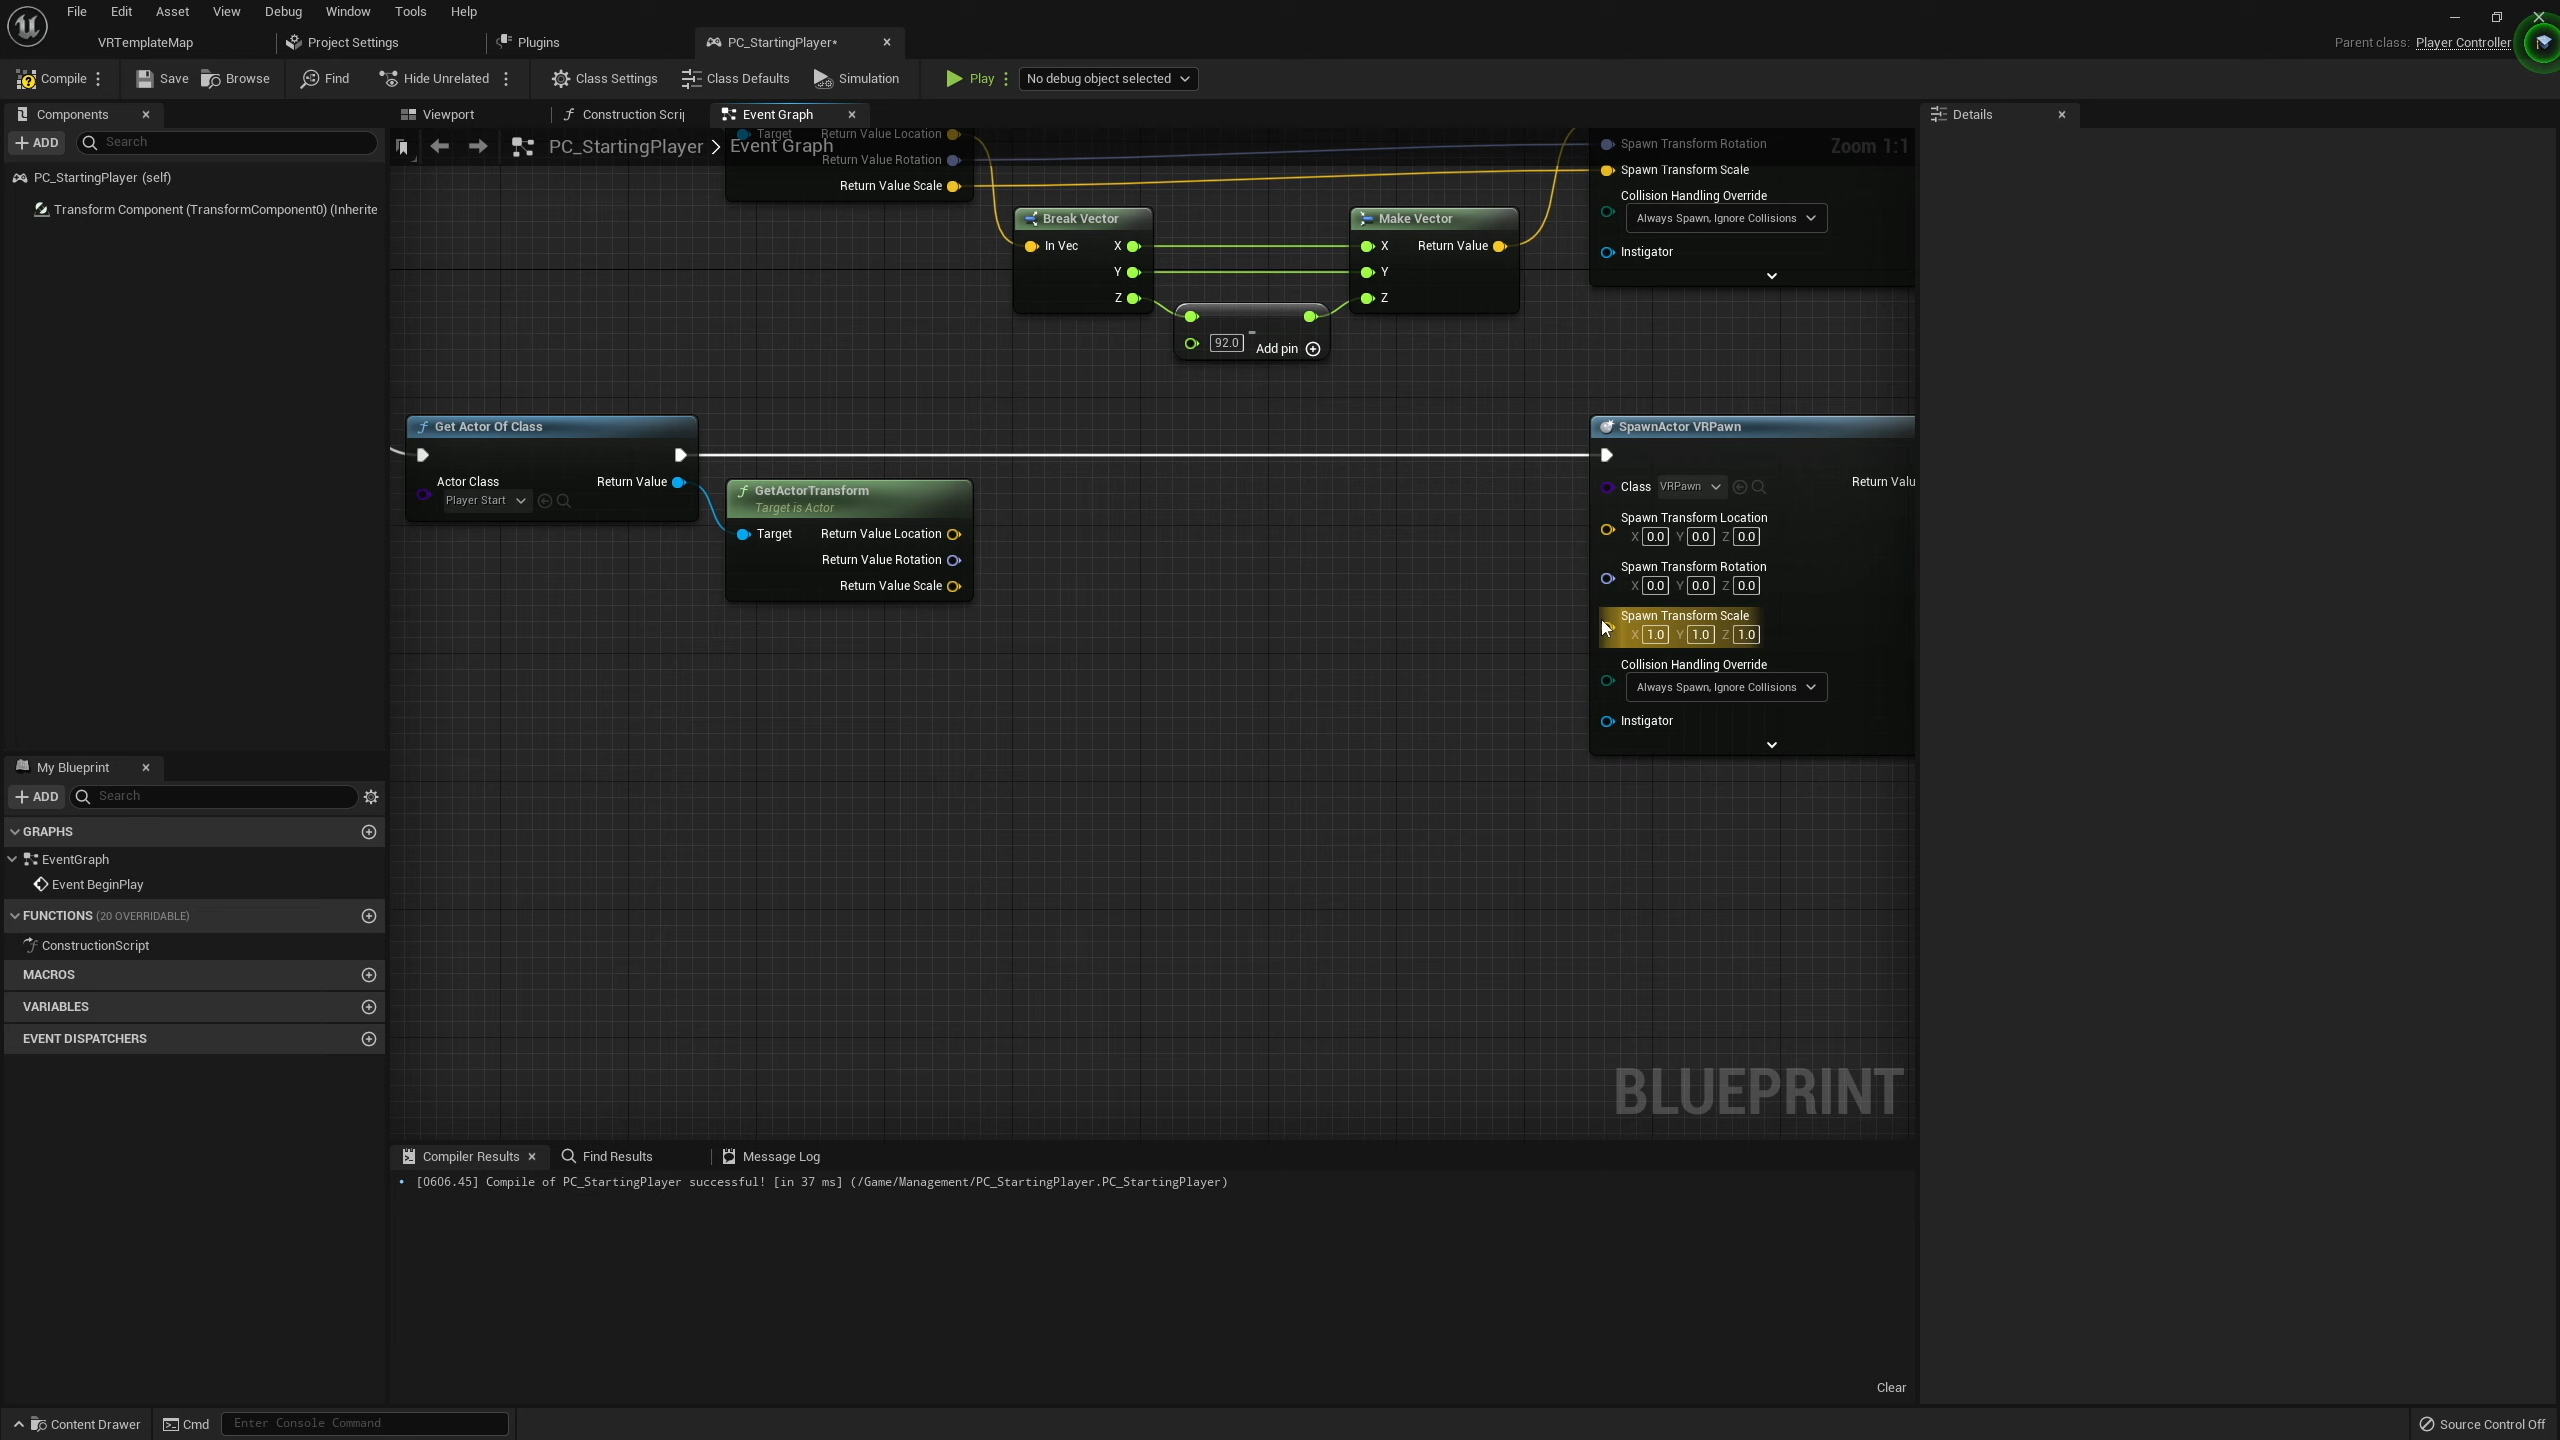 File Edit Asset View Debug Window Tools Help
VRTemplateMap Project Settings Plugins PC_StartingPlayer* Parent class: Player Controller
Compile Save Browse Find Hide Unrelated Class Settings Class Defaults Simulation Play No debug object selected
Components Viewport Construction Scrip Event Graph Details
ADD Search
PC_StartingPlayer > Event Graph
Zoom 1:1
PC_StartingPlayer (self)
Transform Component (TransformComponent0) (Inherite
Target Return Value Location
Return Value Rotation
Return Value Scale
Spawn Transform Rotation
Spawn Transform Scale
Collision Handling Override
Always Spawn, Ignore Collisions
Instigator
Break Vector
In Vec X
Y
Z
Make Vector
X Return Value
Y
Z
-
92.0 Add pin
Get Actor Of Class
Actor Class Return Value
Player Start
GetActorTransform
Target is Actor
Target Return Value Location
Return Value Rotation
Return Value Scale
SpawnActor VRPawn
Return Valu
Class VRPawn
Spawn Transform Location
X 0.0 Y 0.0 Z 0.0
Spawn Transform Rotation
X 0.0 Y 0.0 Z 0.0
Spawn Transform Scale
X 1.0 Y 1.0 Z 1.0
Collision Handling Override
Always Spawn, Ignore Collisions
Instigator
BLUEPRINT
My Blueprint
ADD Search
GRAPHS
EventGraph
Event BeginPlay
FUNCTIONS (20 OVERRIDABLE)
ConstructionScript
MACROS
VARIABLES
EVENT DISPATCHERS
Compiler Results Find Results Message Log
[0606.45] Compile of PC_StartingPlayer successful! [in 37 ms] (/Game/Management/PC_StartingPlayer.PC_StartingPlayer)
Clear
Content Drawer Cmd Enter Console Command Source Control Off